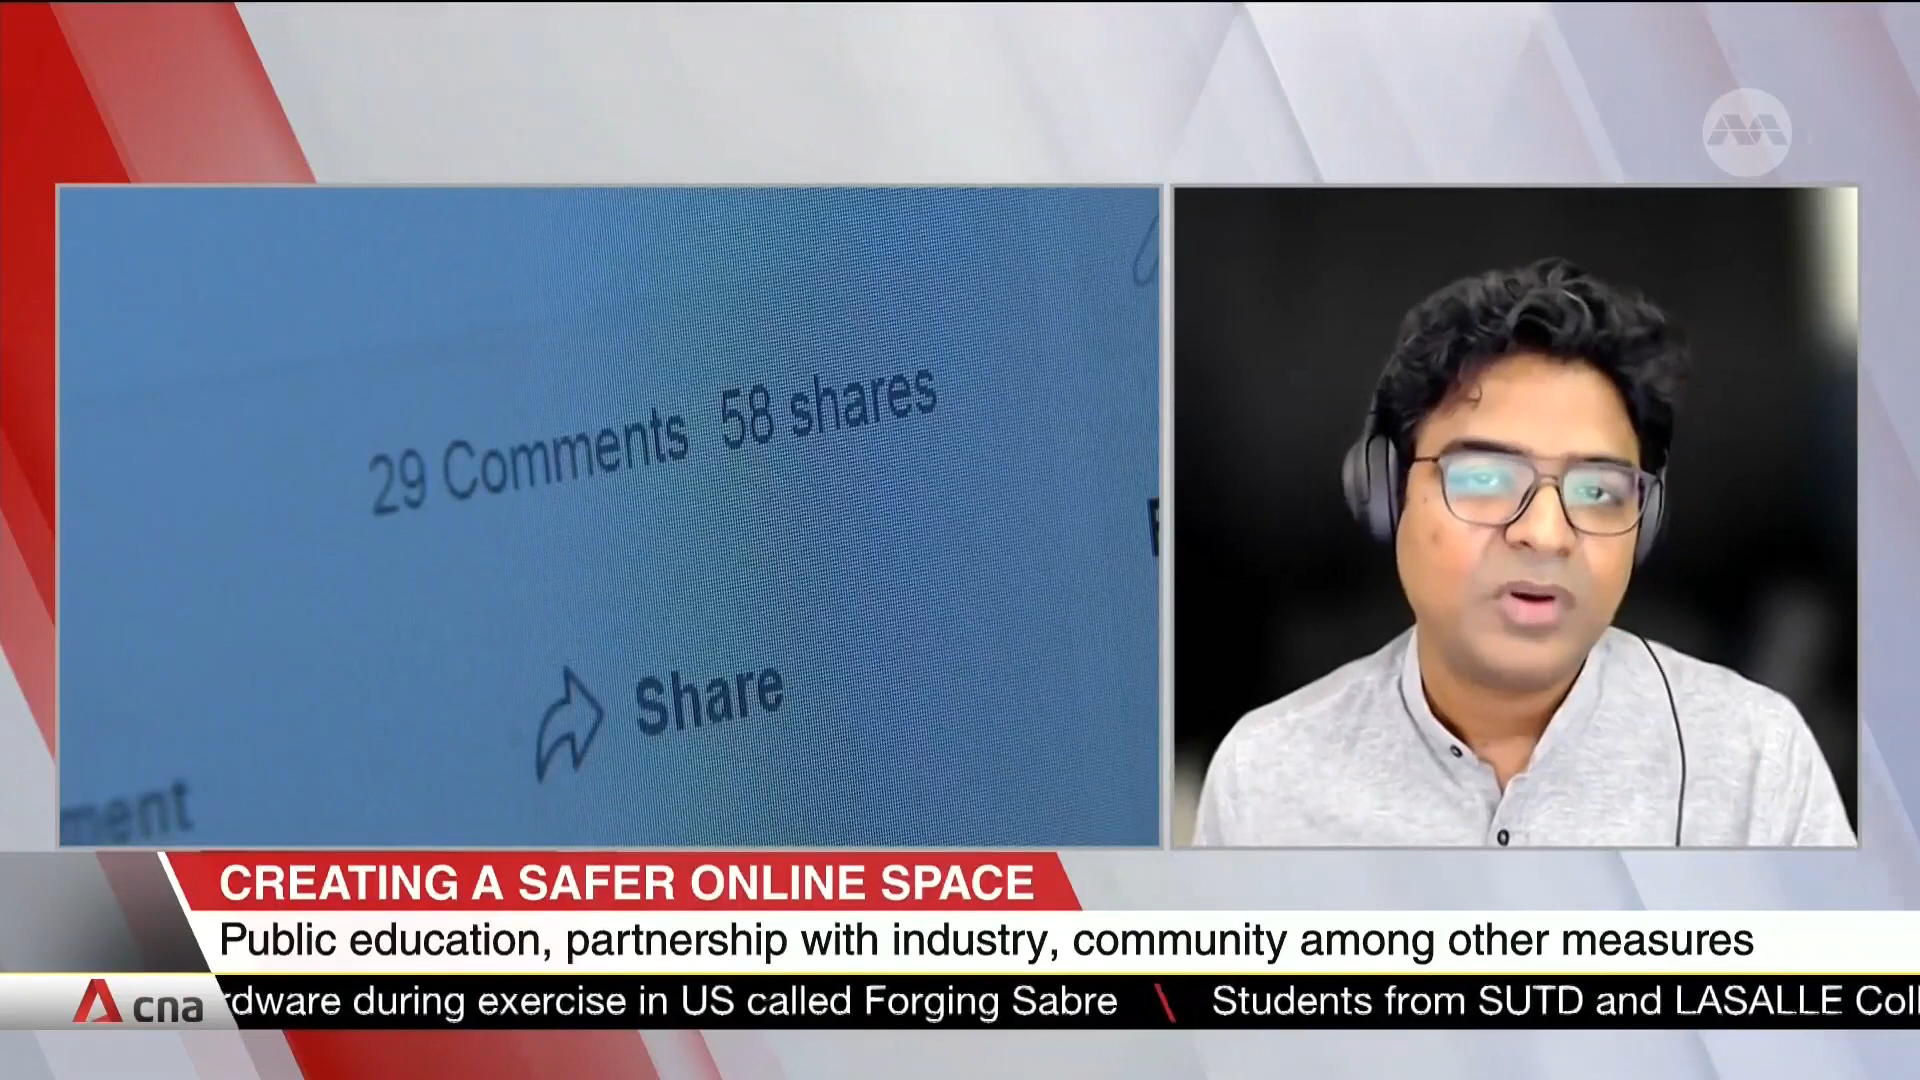 29 Comments 58 shares
Share
ment
CREATING A SAFER ONLINE SPACE
Public education, partnership with industry, community among other measures
cna
rdware during exercise in US called Forging Sabre \ Students from SUTD and LASALLE Coll